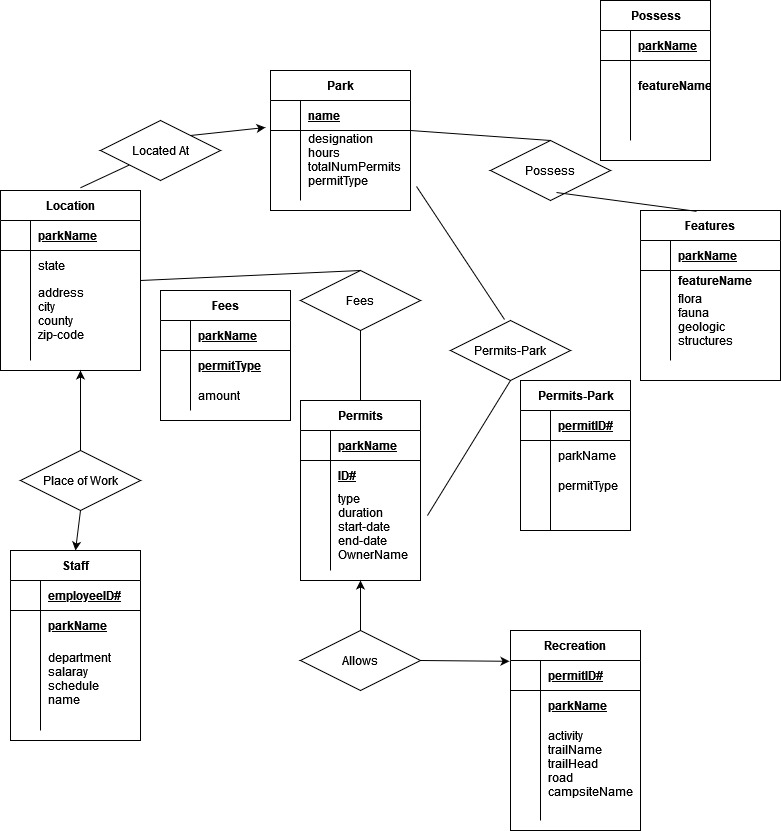 Possess
parkName
featureName
Park
name
designation
hours
totalNumPermits
permitType
Located At
Possess
Location
parkName
state
address
city
county
zip-code
Features
parkName
featureName
flora
fauna
geologic
structures
Fees
Fees
parkName
permitType
amount
Permits-Park
Permits-Park
permitID#
parkName
permitType
Permits
parkName
ID#
type
duration
start-date
end-date
OwnerName
Place of Work
Staff
employeeID#
parkName
department
salaray
schedule
name
Allows
Recreation
permitID#
parkName
activity
trailName
trailHead
road
campsiteName